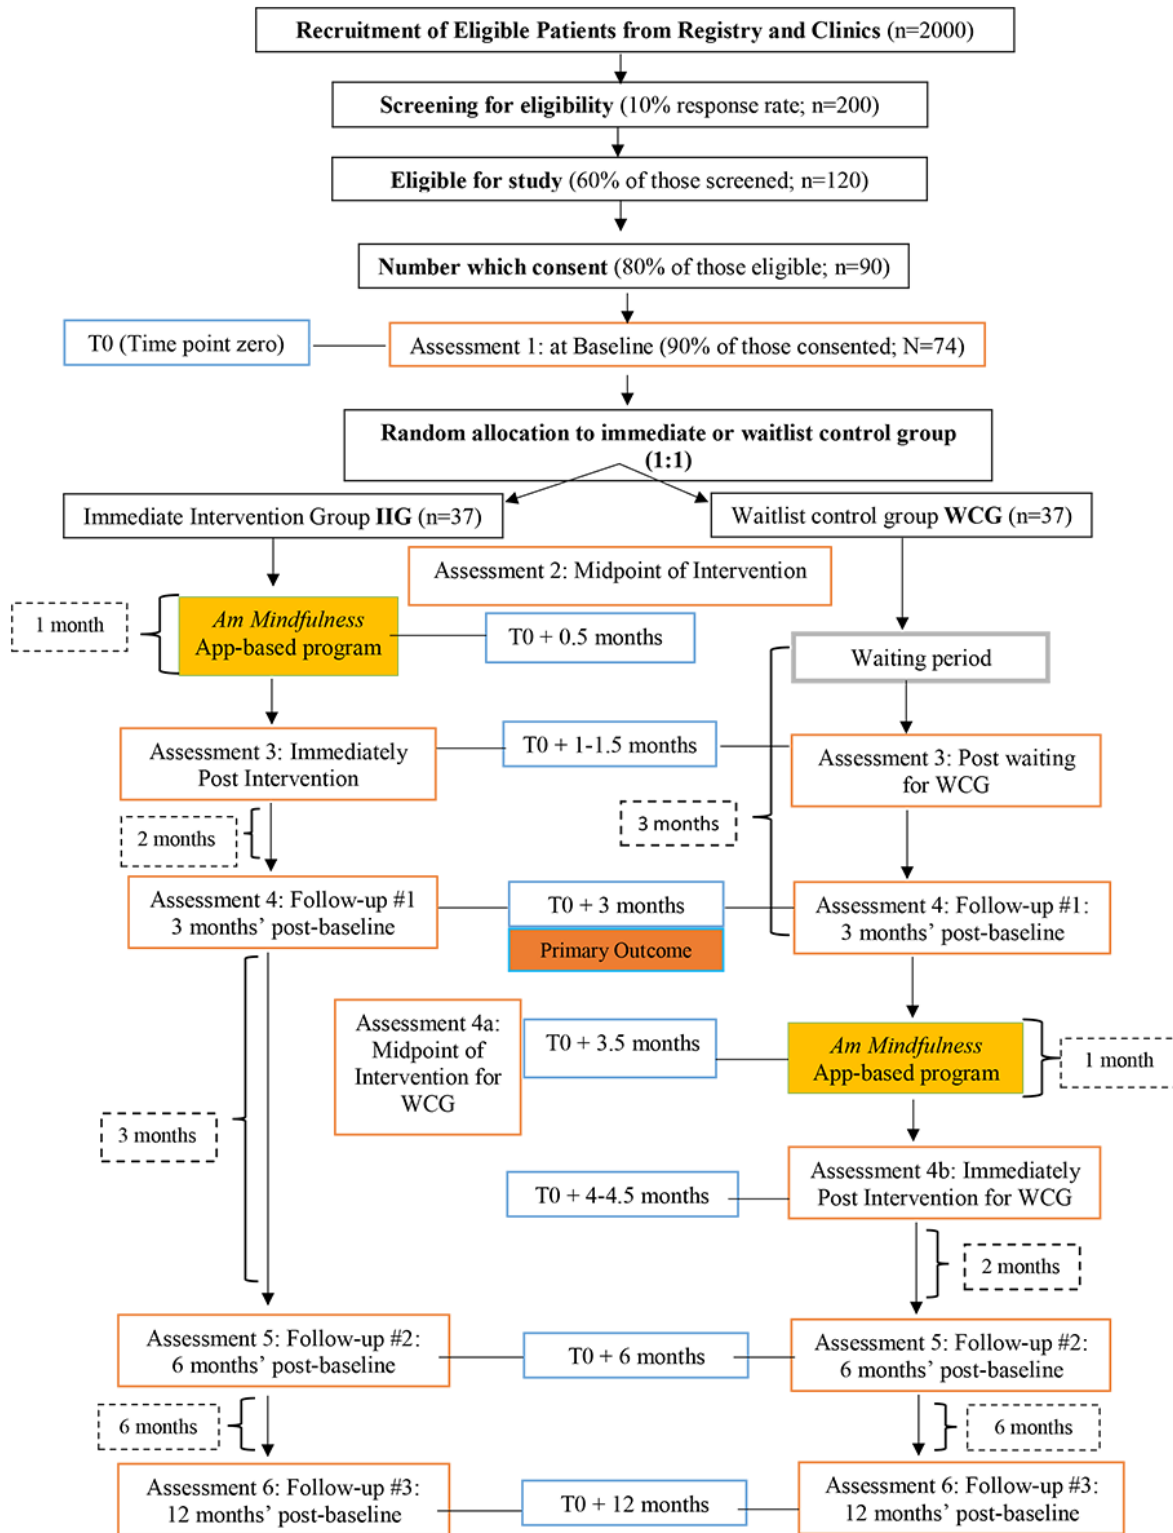 Recruitment of Eligible Patients from Registry and Clinics (n=2000)
Screening for eligibility (10% response rate; n=200)
Eligible for study (60% of those screened; n=120)
Number which consent (80% of those eligible; n=90)
T0 (Time point zero)
Assessment 1: at Baseline (90% of those consented; N=74)
Random allocation to immediate or waitlist control group
(1:1)
Immediate Intervention Group IIG (n=37)
Waitlist control group WCG (n=37)
Assessment 2: Midpoint of Intervention
1 month
Am Mindfulness
App-based program
T0 + 0.5 months
Waiting period
Assessment 3: Immediately
Post Intervention
T0 + 1-1.5 months
Assessment 3: Post waiting
for WCG
2 months
3 months
Assessment 4: Follow-up #1
3 months’ post-baseline
T0 + 3 months
Primary Outcome
Assessment 4: Follow-up #1:
3 months’ post-baseline
Assessment 4a:
Midpoint of
Intervention for
WCG
T0 + 3.5 months
Am Mindfulness
App-based program
1 month
3 months
T0 + 4-4.5 months
Assessment 4b: Immediately
Post Intervention for WCG
2 months
Assessment 5: Follow-up #2:
6 months’ post-baseline
T0 + 6 months
Assessment 5: Follow-up #2:
6 months’ post-baseline
6 months
6 months
Assessment 6: Follow-up #3:
12 months’ post-baseline
T0 + 12 months
Assessment 6: Follow-up #3:
12 months’ post-baseline